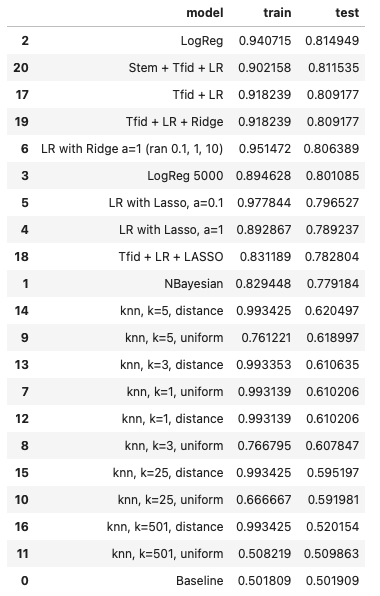 model train test
2 LogReg 0.940715 0.814949
20 Stem + Tfid + LR 0.902158 0.811535
17 Tfid + LR 0.918239 0.809177
19 Tfid + LR + Ridge 0.918239 0.809177
6 LR with Ridge a=1 (ran 0.1, 1, 10) 0.951472 0.806389
3 LogReg 5000 0.894628 0.801085
5 LR with Lasso, a=0.1 0.977844 0.796527
4 LR with Lasso, a=1 0.892867 0.789237
18 Tfid + LR + LASSO 0.831189 0.782804
1 NBayesian 0.829448 0.779184
14 knn, k=5, distance 0.993425 0.620497
9 knn, k=5, uniform 0.761221 0.618997
13 knn, k=3, distance 0.993353 0.610635
7 knn, k=1, uniform 0.993139 0.610206
12 knn, k=1, distance 0.993139 0.610206
8 knn, k=3, uniform 0.766795 0.607847
15 knn, k=25, distance 0.993425 0.595197
10 knn, k=25, uniform 0.666667 0.591981
16 knn, k=501, distance 0.993425 0.520154
11 knn, k=501, uniform 0.508219 0.509863
0 Baseline 0.501809 0.501909